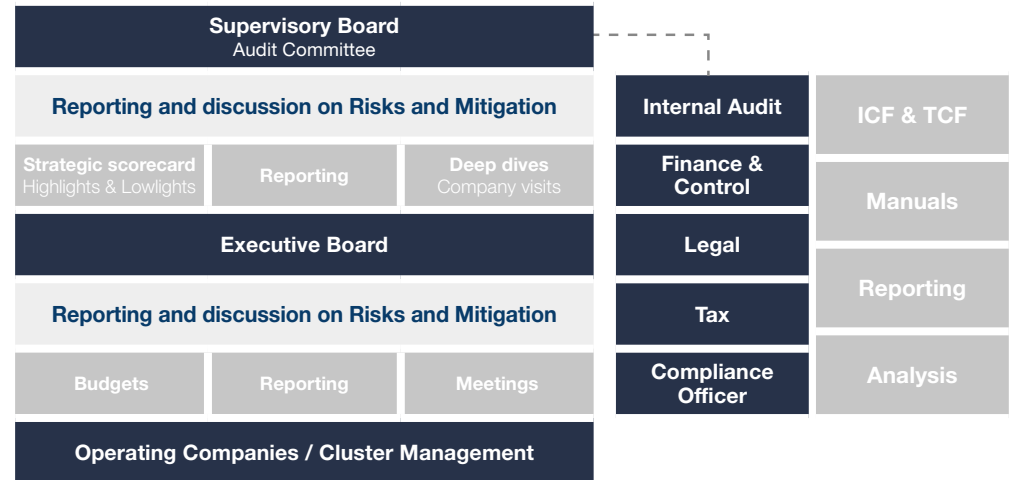 Supervisory Board
Audit Committee
Reporting and discussion on Risks and Mitigation
Strategic scorecard
Highlights & Lowlights
Reporting
Deep dives
Company visits
Executive Board
Reporting and discussion on Risks and Mitigation
Budgets
Reporting
Meetings
Operating Companies / Cluster Management
Internal Audit
Finance &
Control
Legal
Tax
Compliance
Officer
ICF & TCF
Manuals
Reporting
Analysis